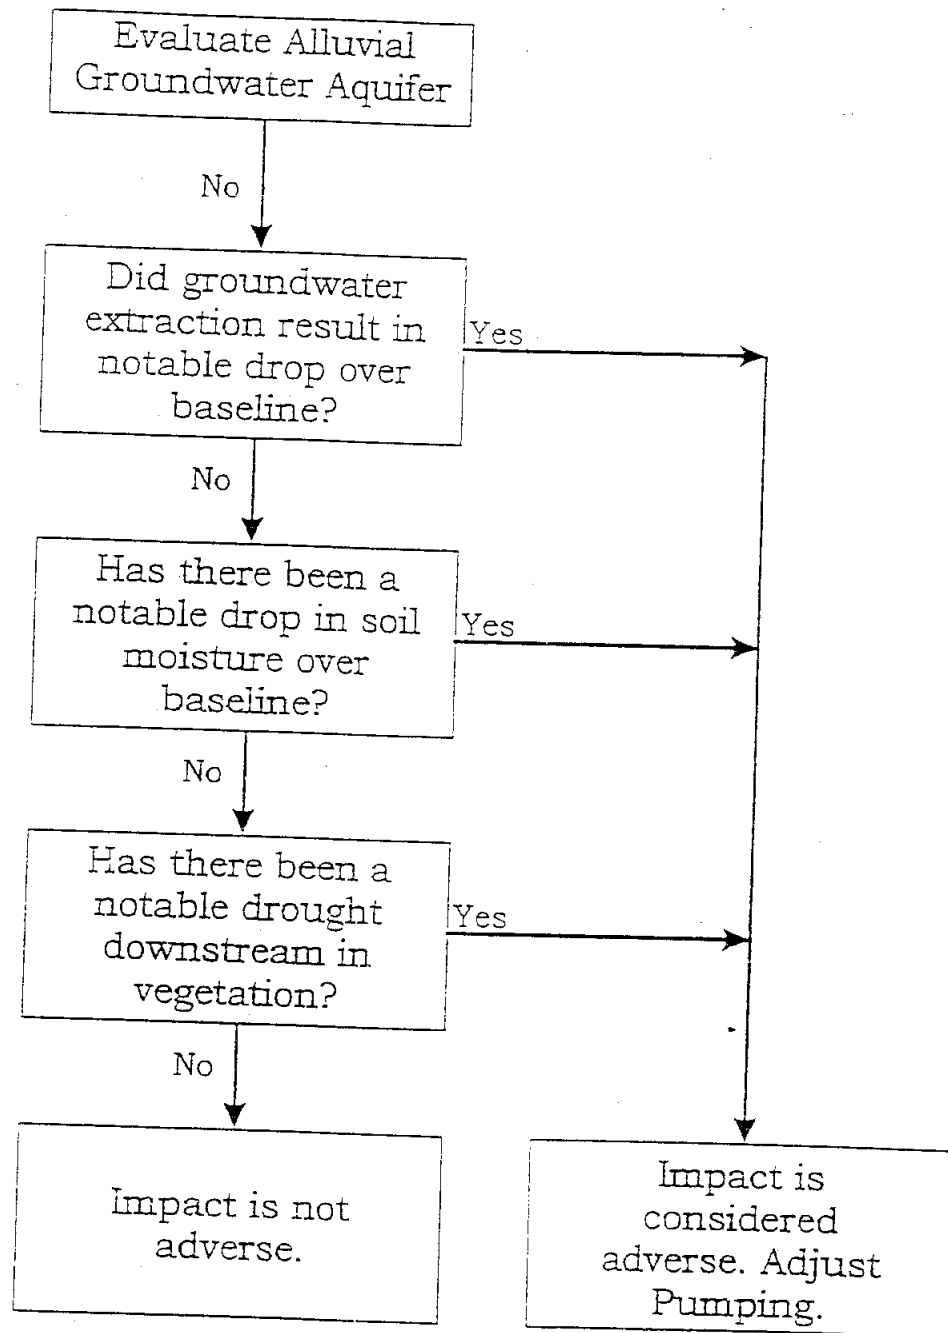 Evaluate Alluvial
Groundwater Aquifer
No
Did groundwater
extraction result in
notable drop over
baseline?
Yes
No
Has there been a
notable drop in soil
moisture over
baseline?
Yes
No
Has there been a
notable drought
downstream in
vegetation?
Yes
No
Impact is not
adverse.
Impact is
considered
adverse. Adjust
Pumping.